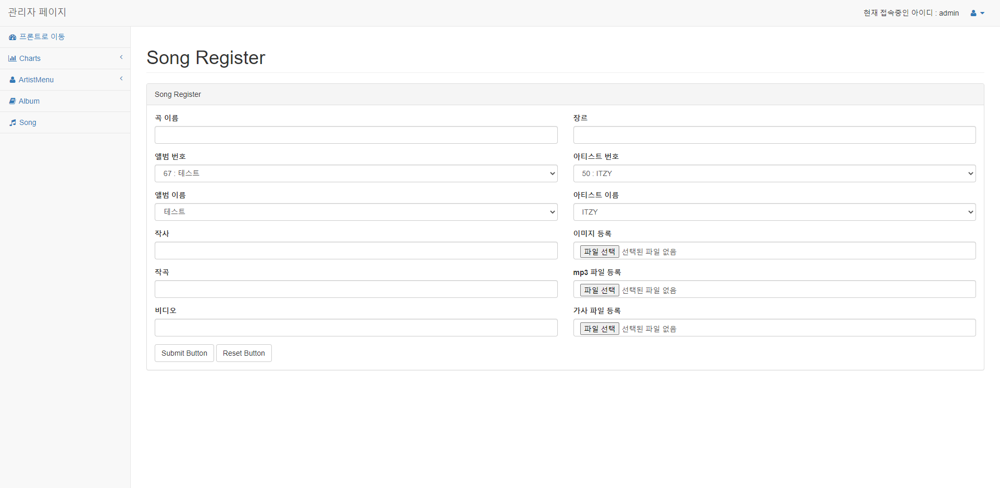 관리자 페이지
현재 접속중인 아이디 : admin
프론트로 이동
Charts
ArtistMenu
Album
Song
Song Register
Song Register
곡 이름
장르
앨범 번호
아티스트 번호
67 : 테스트
50 : ITZY
앨범 이름
아티스트 이름
테스트
ITZY
작사
이미지 등록
파일 선택 선택된 파일 없음
작곡
mp3 파일 등록
파일 선택 선택된 파일 없음
비디오
가사 파일 등록
파일 선택 선택된 파일 없음
Submit Button Reset Button